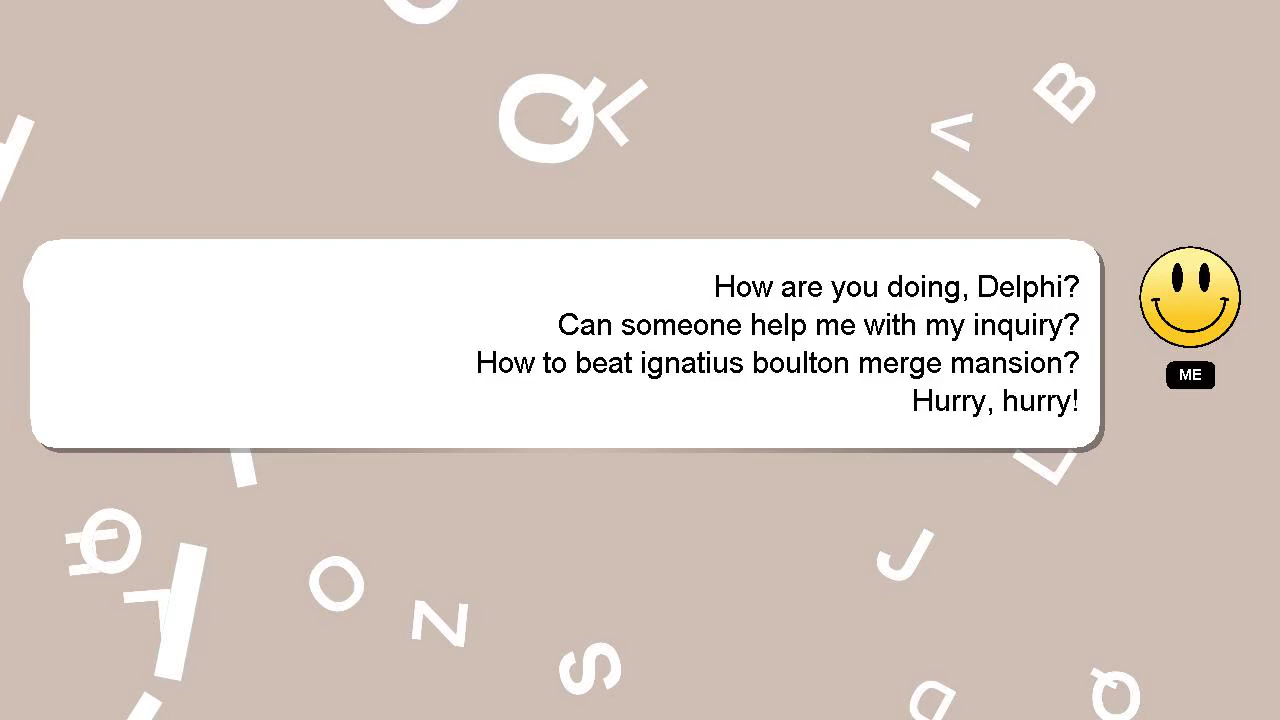 How are you doing, Delphi?
Can someone help me with my inquiry?
How to beat ignatius boulton merge mansion?
Hurry, hurry!
ME
Q
L
V
B
I
L
Q
E
L
I
O
Z
S
J
D
Q